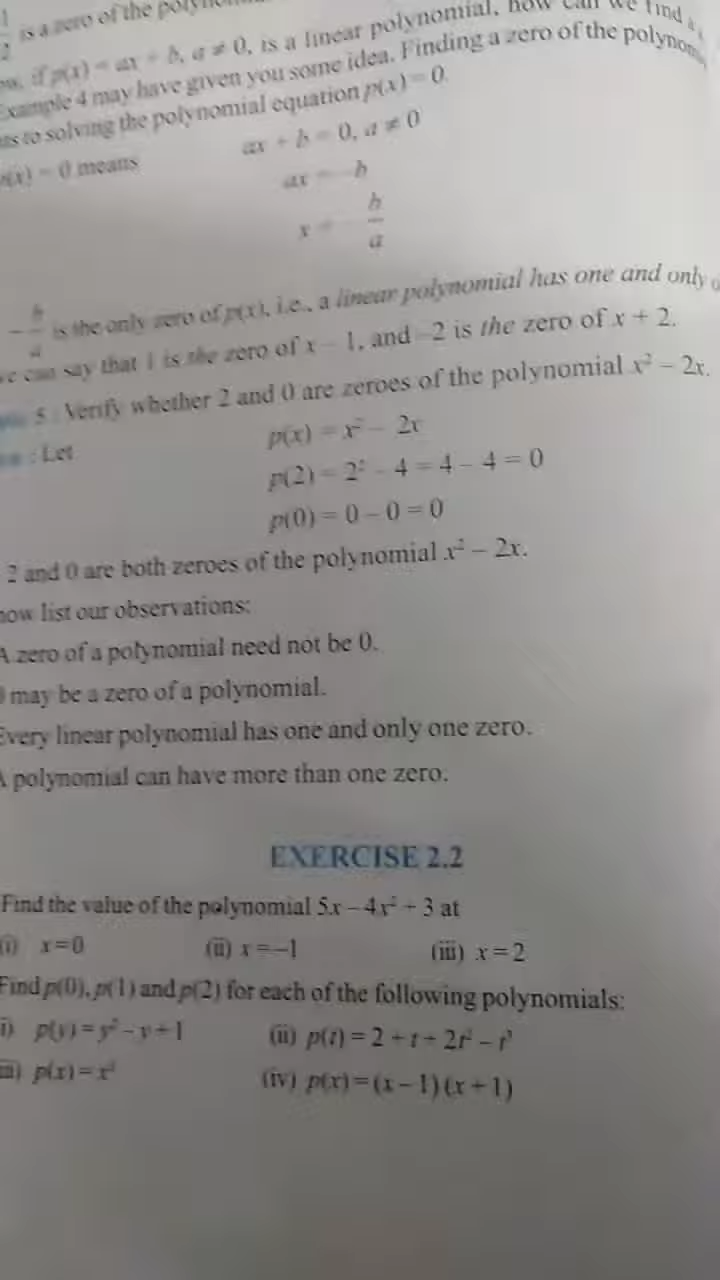 1/2 is a zero of the
if p(x) = ax + b, a ≠ 0, is a linear polynomial, how can we find a
Example 4 may have given you some idea. Finding a zero of the
to solving the polynomial equation p(x) = 0.
p(x) = 0 means ax + b = 0, a ≠ 0
ax = – b
x = – b/a
– b/a is the only zero of p(x), i.e., a linear polynomial has one and only
can say that 1 is the zero of x – 1, and –2 is the zero of x + 2.
5 : Verify whether 2 and 0 are zeroes of the polynomial x² – 2x.
: Let p(x) = x² – 2x
p(2) = 2² – 4 = 4 – 4 = 0
p(0) = 0 – 0 = 0
2 and 0 are both zeroes of the polynomial x² – 2x.
now list our observations:
A zero of a polynomial need not be 0.
0 may be a zero of a polynomial.
Every linear polynomial has one and only one zero.
A polynomial can have more than one zero.
EXERCISE 2.2
Find the value of the polynomial 5x – 4x² + 3 at
(i) x = 0 (ii) x = –1 (iii) x = 2
Find p(0), p(1) and p(2) for each of the following polynomials:
(i) p(y) = y² – y + 1 (ii) p(t) = 2 + t + 2t² – t³
(iii) p(x) = x³ (iv) p(x) = (x – 1) (x + 1)